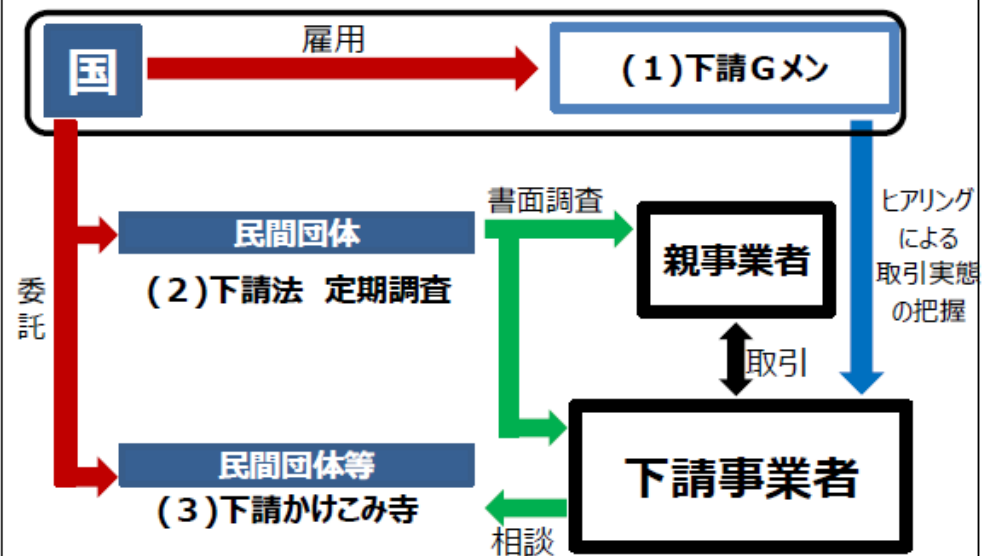 雇用
国
(1)下請Gメン
書面調査
民間団体
(2)下請法 定期調査
親事業者
ヒアリング
による
取引実態
の把握
委
託
取引
民間団体等
(3)下請かけこみ寺
下請事業者
相談